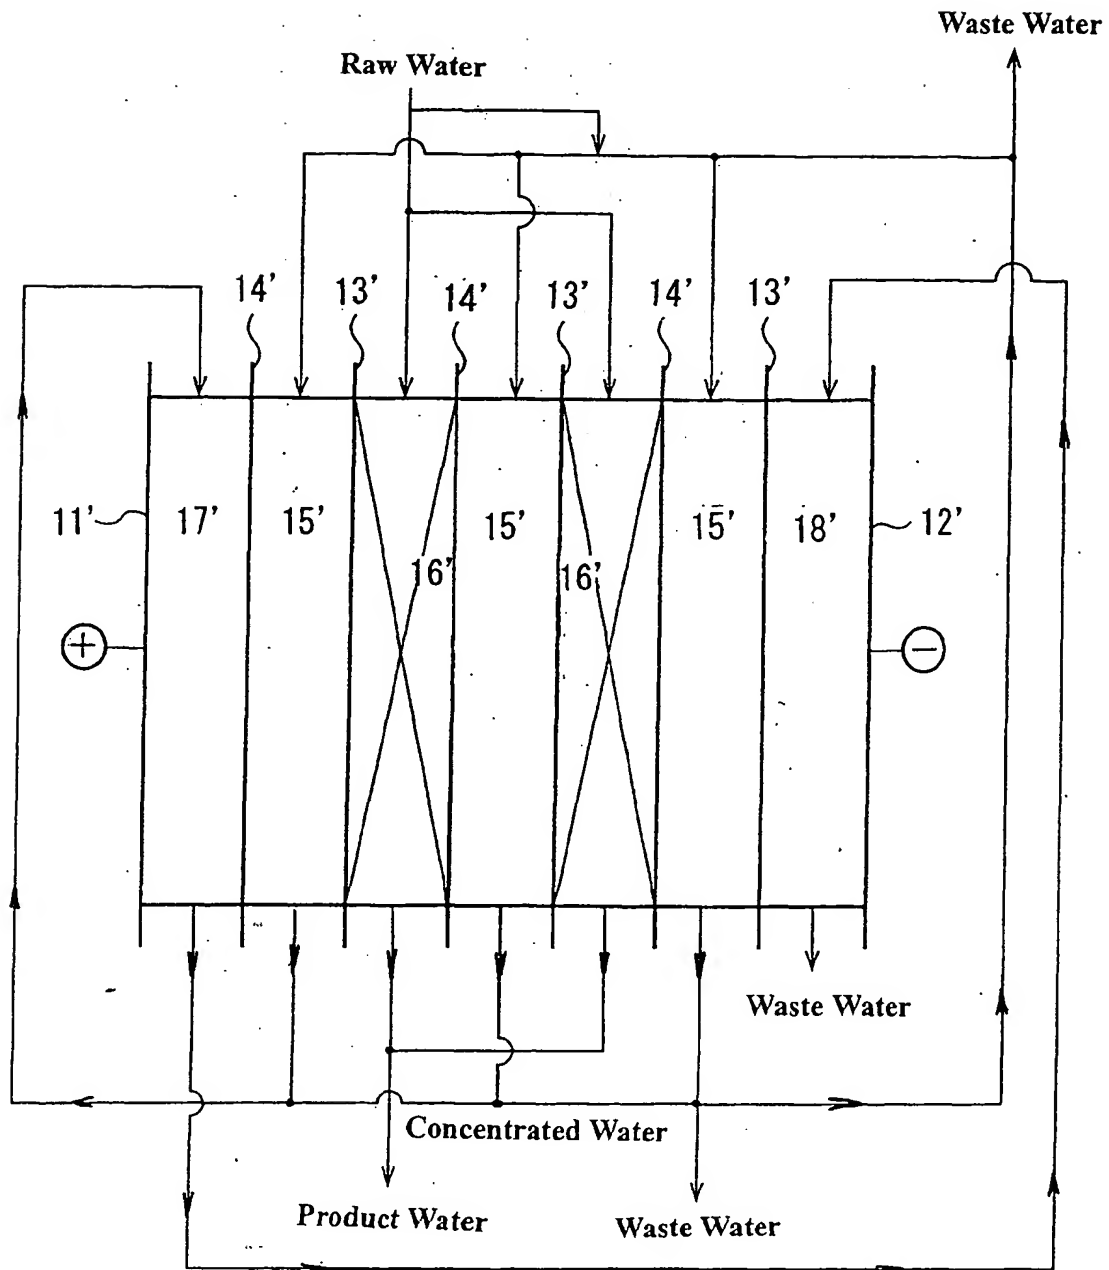 Waste Water
Raw Water
14'
13'
14'
13'
14'
13'
11'
17'
15'
16'
15'
16'
15'
18'
12'
+
−
Waste Water
Concentrated Water
Product Water
Waste Water